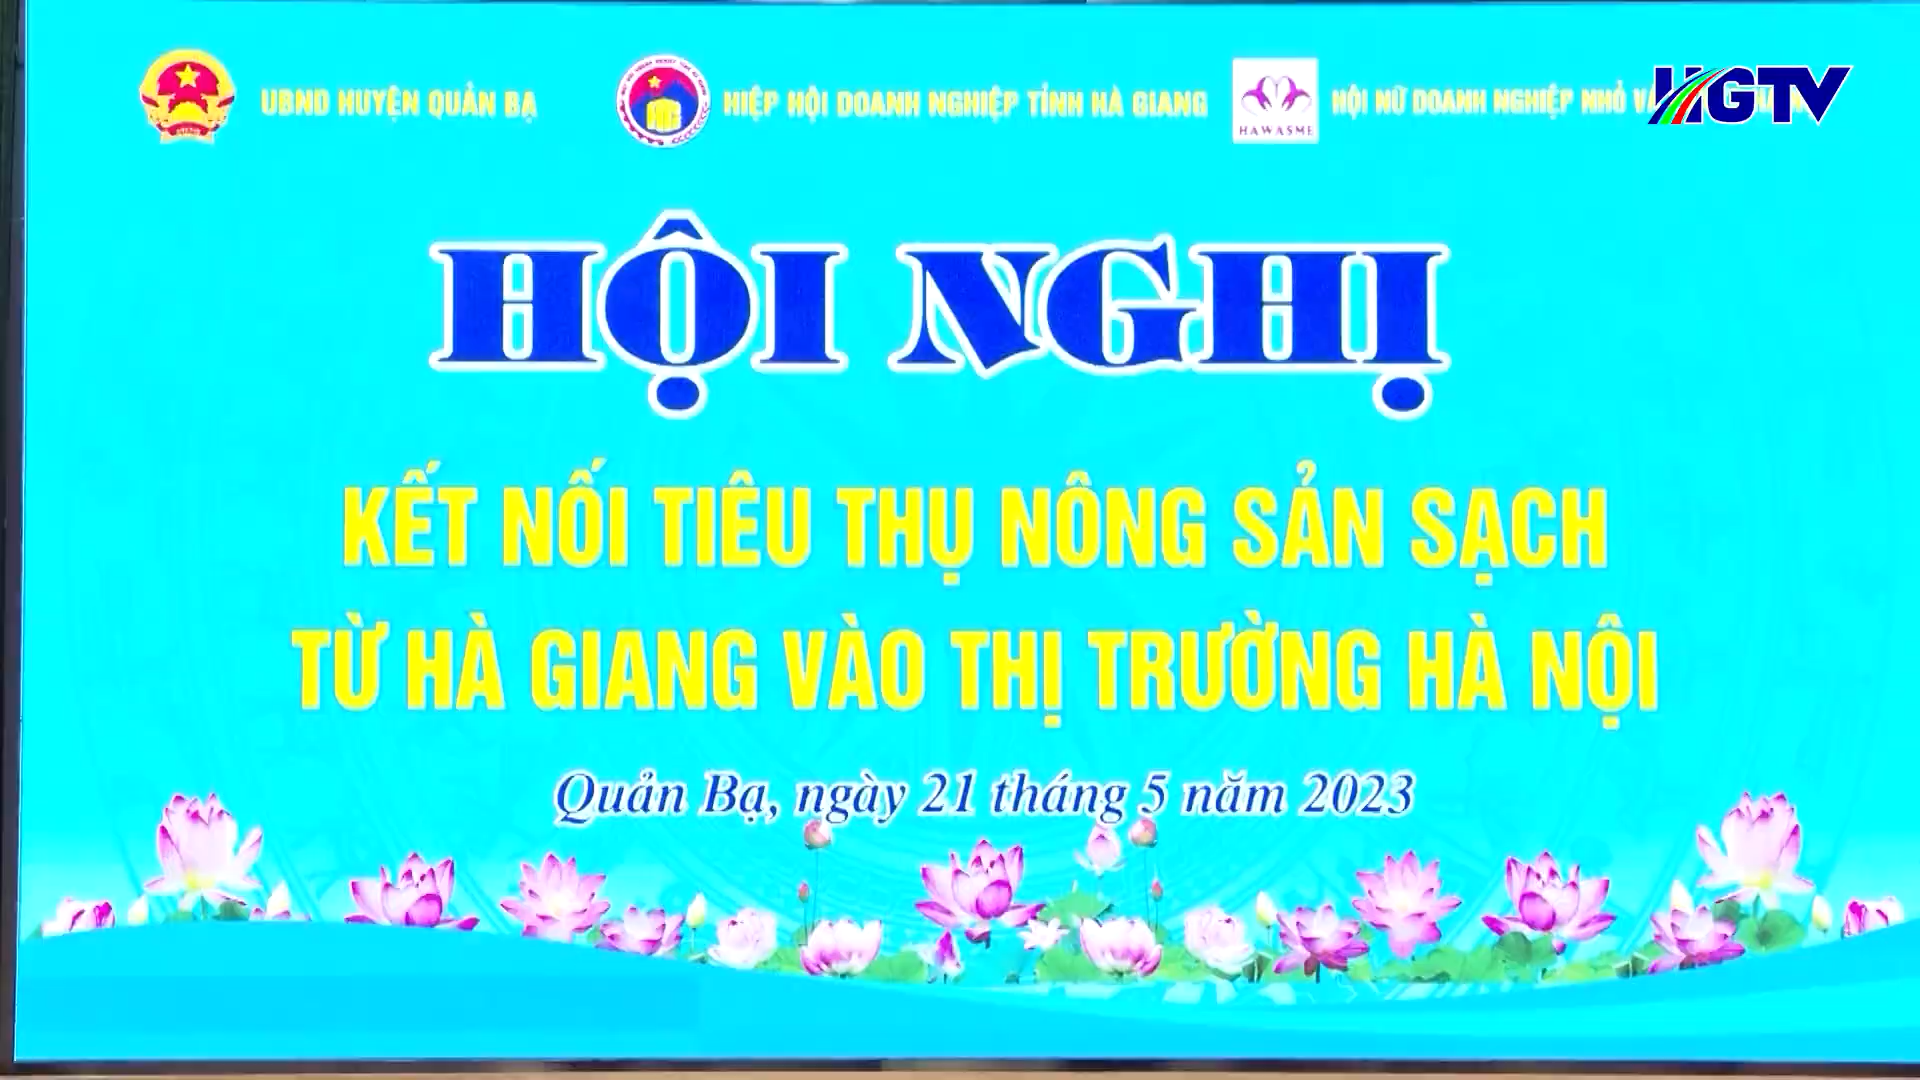 UBND HUYỆN QUẢN BẠ
HIỆP HỘI DOANH NGHIỆP TỈNH HÀ GIANG
HAWASME
HỘI NỮ DOANH NGHIỆP NHỎ
HGTV
HỘI NGHỊ
KẾT NỐI TIÊU THỤ NÔNG SẢN SẠCH
TỪ HÀ GIANG VÀO THỊ TRƯỜNG HÀ NỘI
Quản Bạ, ngày 21 tháng 5 năm 2023